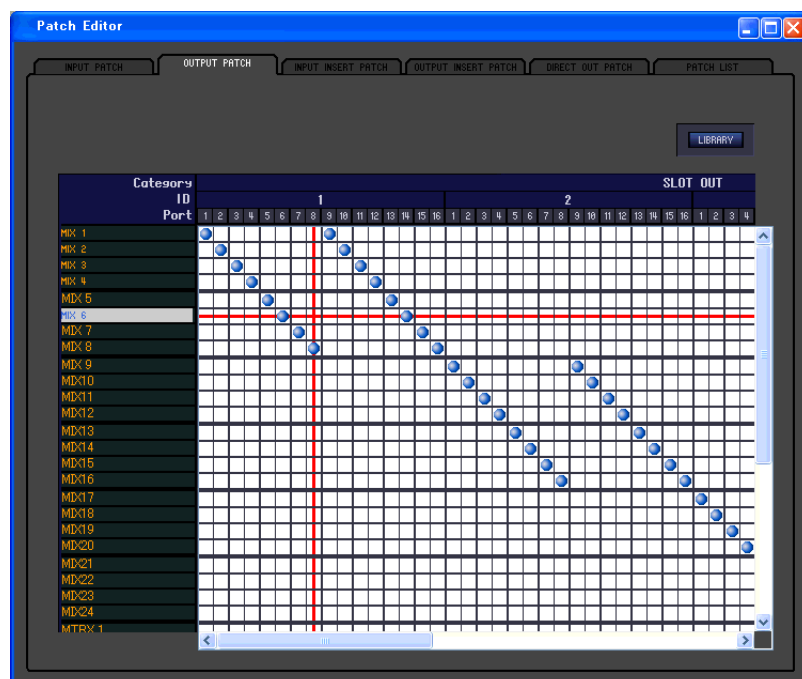 Patch Editor
INPUT PATCH OUTPUT PATCH INPUT INSERT PATCH OUTPUT INSERT PATCH DIRECT OUT PATCH PATCH LIST
LIBRARY
Category SLOT OUT
ID 1 2
Port 1 2 3 4 5 6 7 8 9 10 11 12 13 14 15 16 1 2 3 4 5 6 7 8 9 10 11 12 13 14 15 16 1 2 3 4
MIX 1
MIX 2
MIX 3
MIX 4
MIX 5
MIX 6
MIX 7
MIX 8
MIX 9
MIX10
MIX11
MIX12
MIX13
MIX14
MIX15
MIX16
MIX17
MIX18
MIX19
MIX20
MIX21
MIX22
MIX23
MIX24
MTRX 1